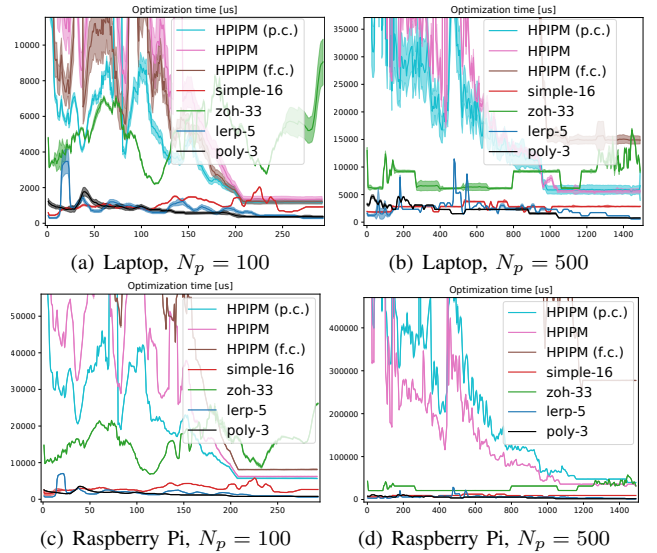 Optimization time [us]
HPIPM (p.c.)
HPIPM
HPIPM (f.c.)
simple-16
zoh-33
lerp-5
poly-3
10000
8000
6000
4000
2000
0
0
50
100
150
200
250
(a) Laptop, N_p = 100
Optimization time [us]
HPIPM (p.c.)
HPIPM
HPIPM (f.c.)
simple-16
zoh-33
lerp-5
poly-3
35000
30000
25000
20000
15000
10000
5000
0
0
200
400
600
800
1000
1200
1400
(b) Laptop, N_p = 500
Optimization time [us]
HPIPM (p.c.)
HPIPM
HPIPM (f.c.)
simple-16
zoh-33
lerp-5
poly-3
50000
40000
30000
20000
10000
0
0
50
100
150
200
250
(c) Raspberry Pi, N_p = 100
Optimization time [us]
HPIPM (p.c.)
HPIPM
HPIPM (f.c.)
simple-16
zoh-33
lerp-5
poly-3
400000
300000
200000
100000
0
0
200
400
600
800
1000
1200
1400
(d) Raspberry Pi, N_p = 500